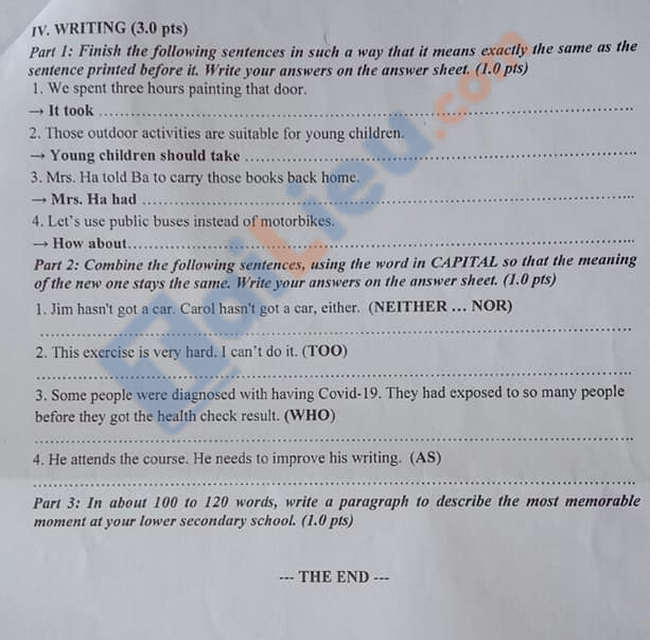 IV. WRITING (3.0 pts)
Part 1: Finish the following sentences in such a way that it means exactly the same as the
sentence printed before it. Write your answers on the answer sheet. (1.0 pts)
1. We spent three hours painting that door.
→ It took ....................
2. Those outdoor activities are suitable for young children.
→ Young children should take ....................
3. Mrs. Ha told Ba to carry those books back home.
→ Mrs. Ha had ....................
4. Let's use public buses instead of motorbikes.
→ How about....................
Part 2: Combine the following sentences, using the word in CAPITAL so that the meaning
of the new one stays the same. Write your answers on the answer sheet. (1.0 pts)
1. Jim hasn't got a car. Carol hasn't got a car, either. (NEITHER … NOR)
....................
2. This exercise is very hard. I can't do it. (TOO)
....................
3. Some people were diagnosed with having Covid-19. They had exposed to so many people
before they got the health check result. (WHO)
....................
4. He attends the course. He needs to improve his writing. (AS)
....................
Part 3: In about 100 to 120 words, write a paragraph to describe the most memorable
moment at your lower secondary school. (1.0 pts)
--- THE END ---
TaiLieu.com